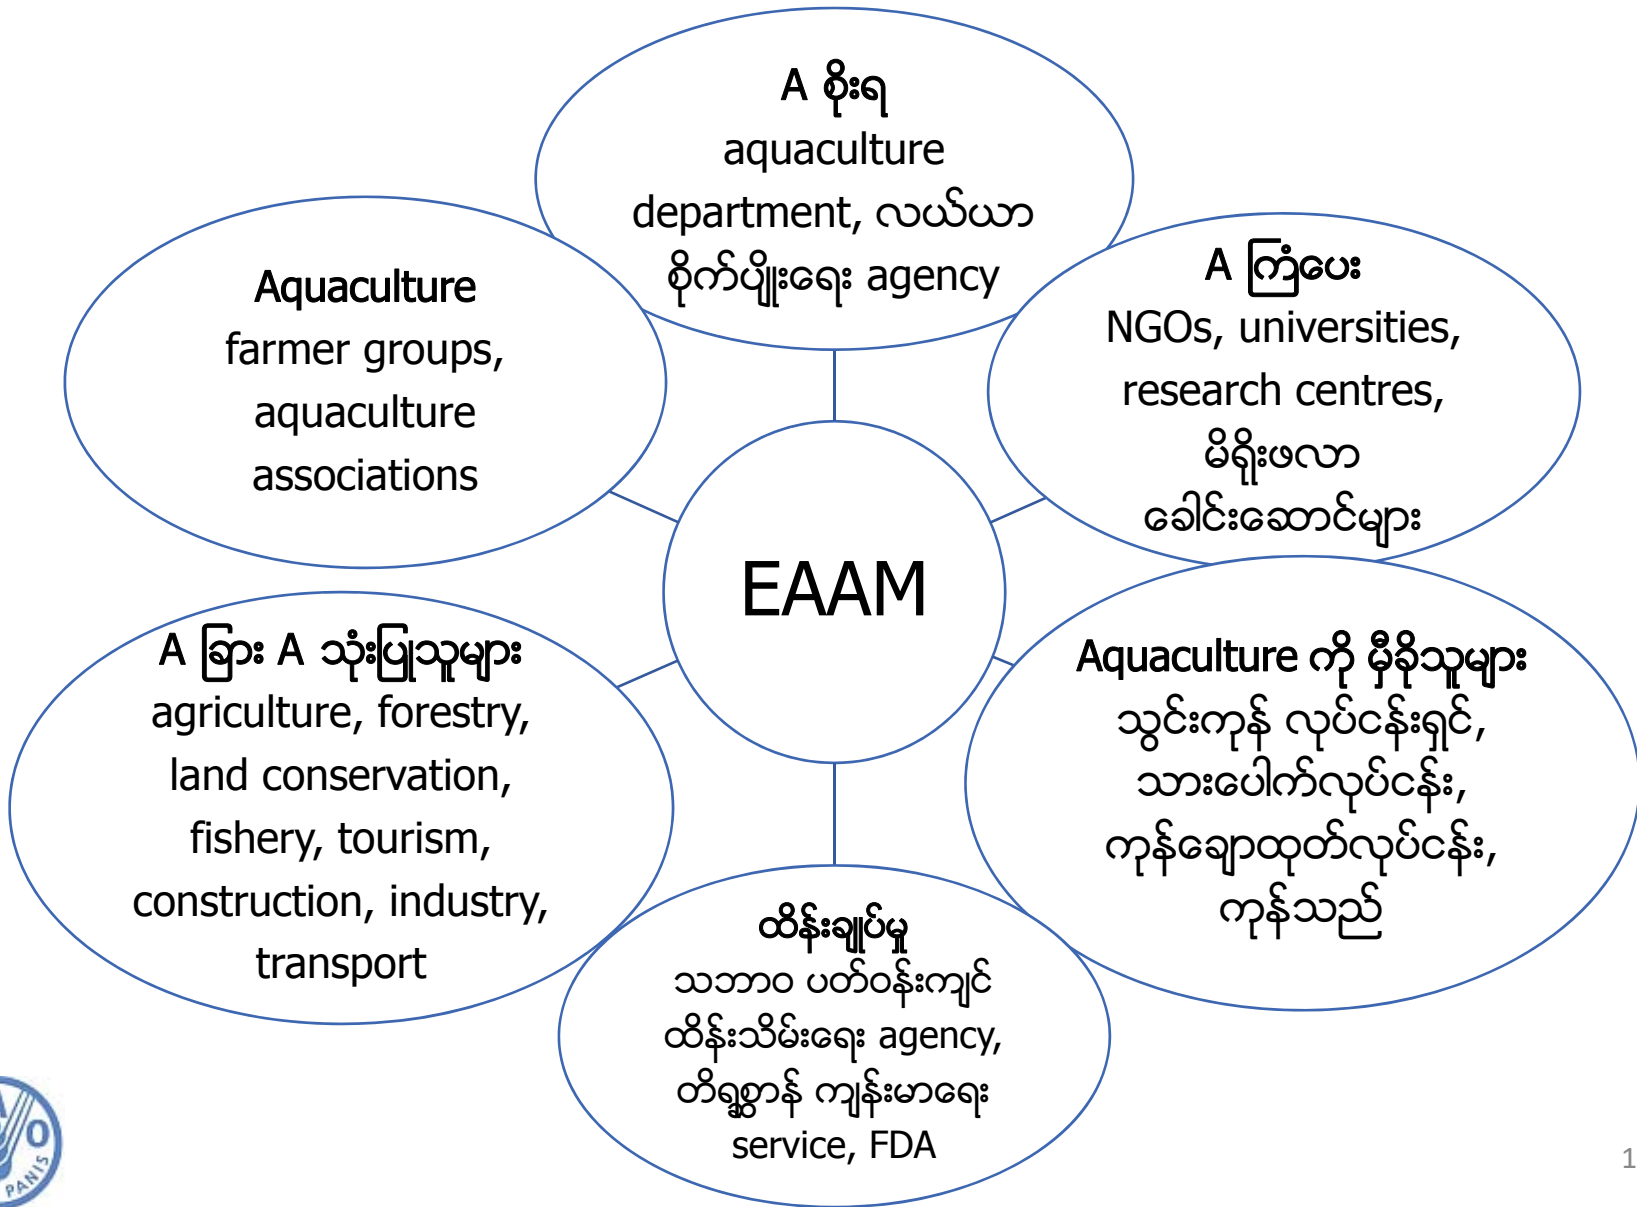 A စိုးရ
aquaculture
department, လယ်ယာ
စိုက်ပျိုးရေး agency
A ကြံပေး
NGOs, universities,
research centres,
မိရိုးဖလာ
ခေါင်းဆောင်များ
Aquaculture ကို မှီခိုသူများ
သွင်းကုန် လုပ်ငန်းရှင်,
သားပေါက်လုပ်ငန်း,
ကုန်ချောထုတ်လုပ်ငန်း,
ကုန်သည်
ထိန်းချုပ်မှု
သဘာဝ ပတ်ဝန်းကျင်
ထိန်းသိမ်းရေး agency,
တိရစ္ဆာန် ကျန်းမာရေး
service, FDA
A ခြား A သုံးပြုသူများ
agriculture, forestry,
land conservation,
fishery, tourism,
construction, industry,
transport
Aquaculture
farmer groups,
aquaculture
associations
EAAM
A O
PANIS
1